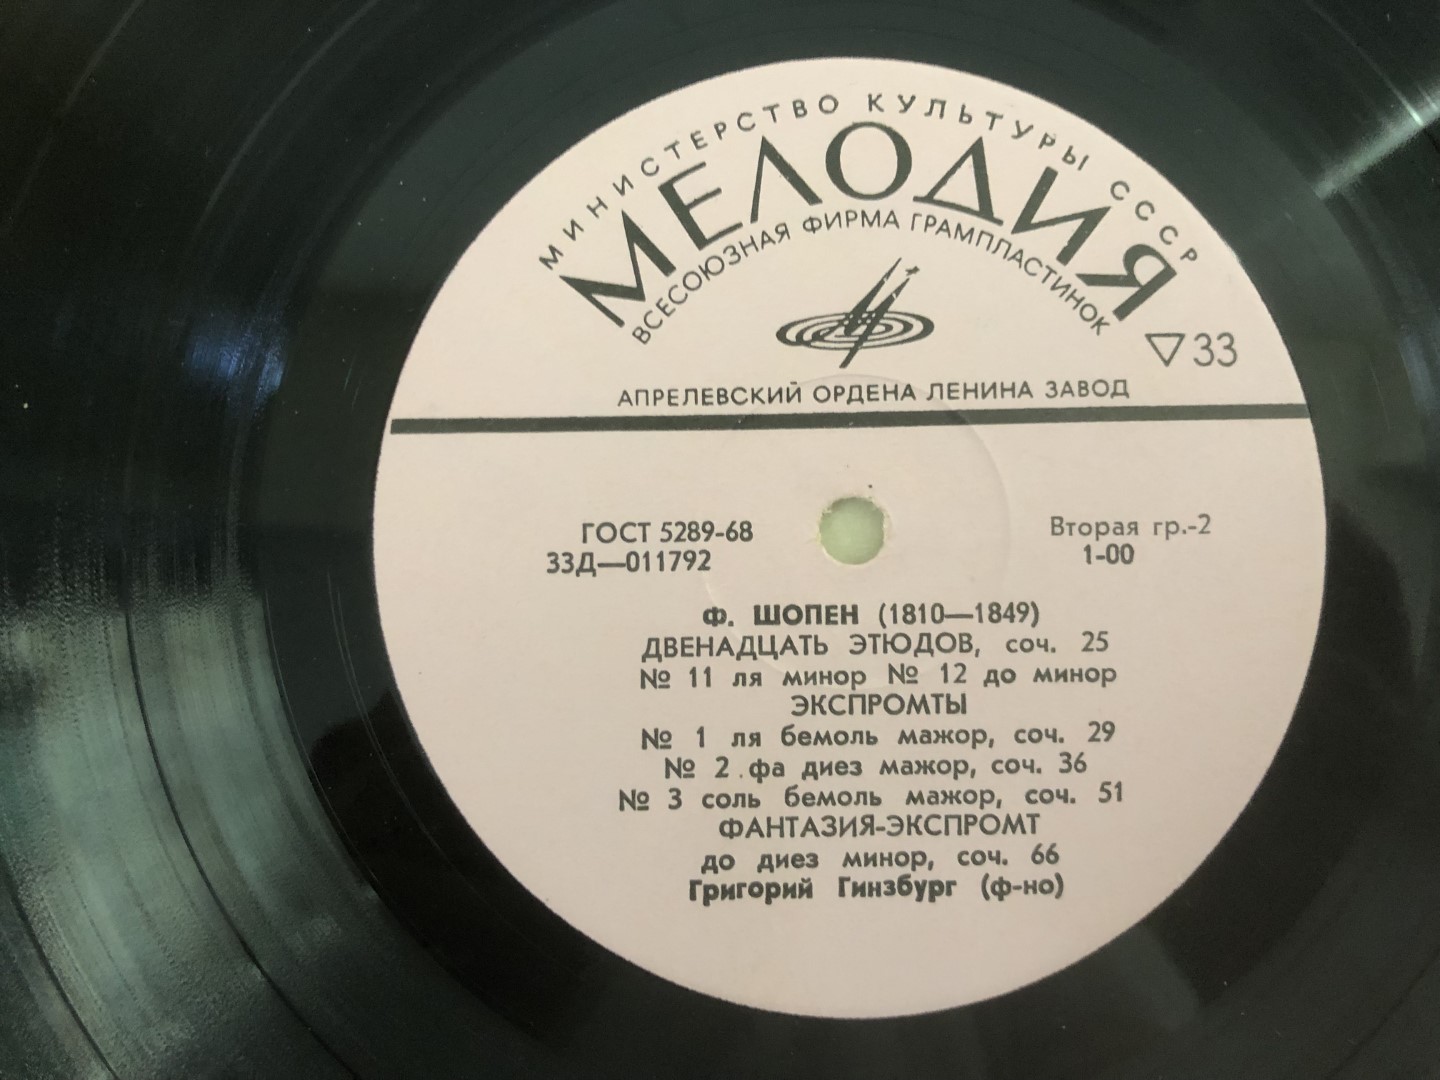 МИНИСТЕРСТВО КУЛЬТУРЫ СССР
МЕЛОДИЯ
ВСЕСОЮЗНАЯ ФИРМА ГРАМПЛАСТИНОК
33
АПРЕЛЕВСКИЙ ОРДЕНА ЛЕНИНА ЗАВОД
ГОСТ 5289-68
Вторая гр.-2
33Д—011792
1-00
Ф. ШОПЕН (1810—1849)
ДВЕНАДЦАТЬ ЭТЮДОВ, соч. 25
№ 11 ля минор № 12 до минор
ЭКСПРОМТЫ
№ 1 ля бемоль мажор, соч. 29
№ 2 фа диез мажор, соч. 36
№ 3 соль бемоль мажор, соч. 51
ФАНТАЗИЯ-ЭКСПРОМТ
до диез минор, соч. 66
Григорий Гинзбург (ф-но)